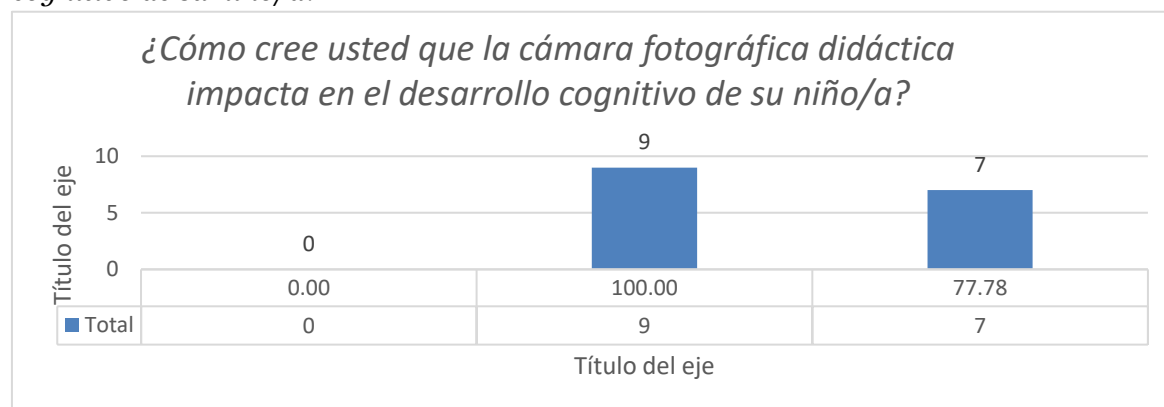 ¿Cómo cree usted que la cámara fotográfica didáctica
impacta en el desarrollo cognitivo de su niño/a?
9
7
0
10
5
0
Título del eje
0.00 100.00 77.78
Total 0 9 7
Título del eje